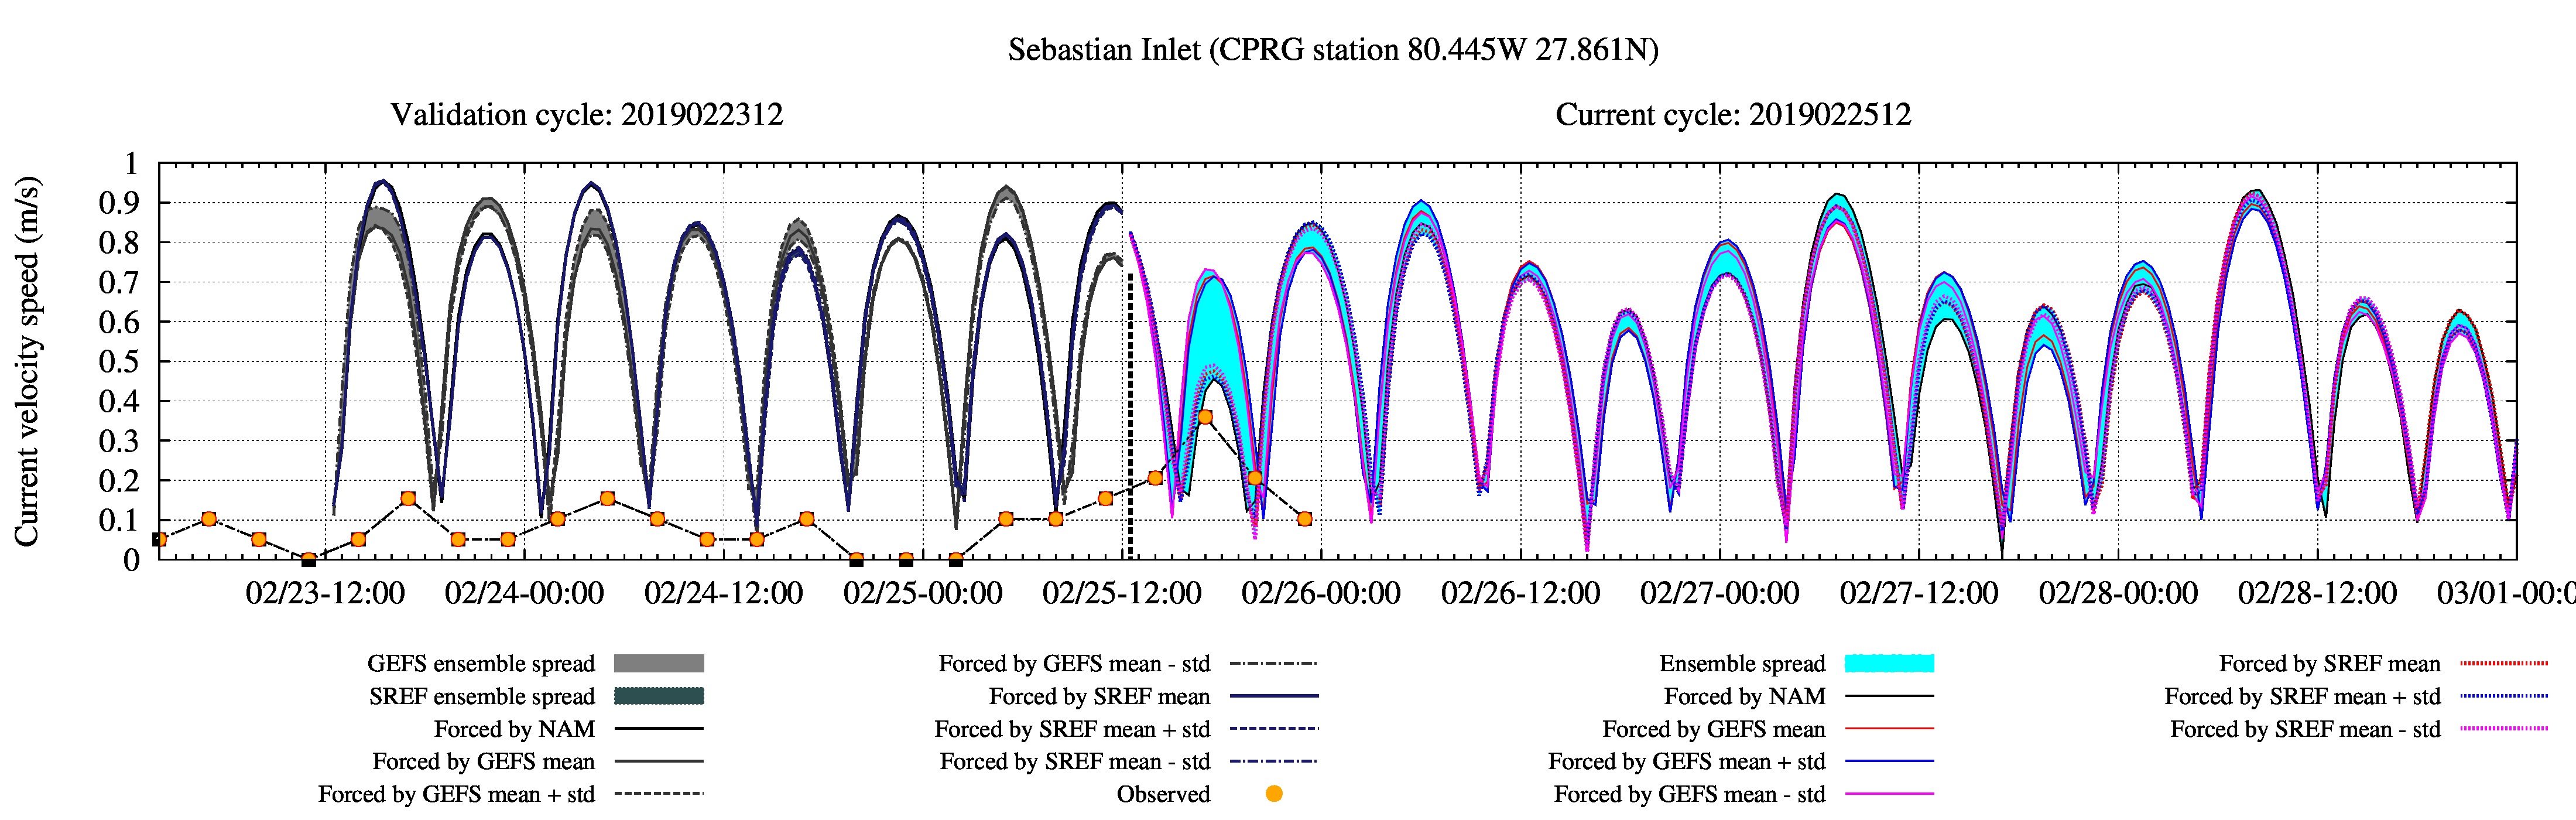 Sebastian Inlet (CPRG station 80.445W 27.861N)
Validation cycle: 2019022312
Current cycle: 2019022512
Current velocity speed (m/s)
1
0.9
0.8
0.7
0.6
0.5
0.4
0.3
0.2
0.1
0
02/23-12:00 02/24-00:00 02/24-12:00 02/25-00:00 02/25-12:00 02/26-00:00 02/26-12:00 02/27-00:00 02/27-12:00 02/28-00:00 02/28-12:00 03/01-00:0
GEFS ensemble spread
SREF ensemble spread
Forced by NAM
Forced by GEFS mean
Forced by GEFS mean + std
Forced by GEFS mean - std
Forced by SREF mean
Forced by SREF mean + std
Forced by SREF mean - std
Observed
Ensemble spread
Forced by NAM
Forced by GEFS mean
Forced by GEFS mean + std
Forced by GEFS mean - std
Forced by SREF mean
Forced by SREF mean + std
Forced by SREF mean - std